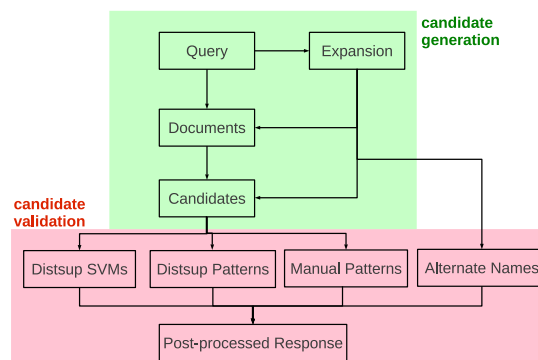 candidate
generation
Query
Expansion
Documents
candidate
validation
Candidates
Distsup SVMs
Distsup Patterns
Manual Patterns
Alternate Names
Post-processed Response